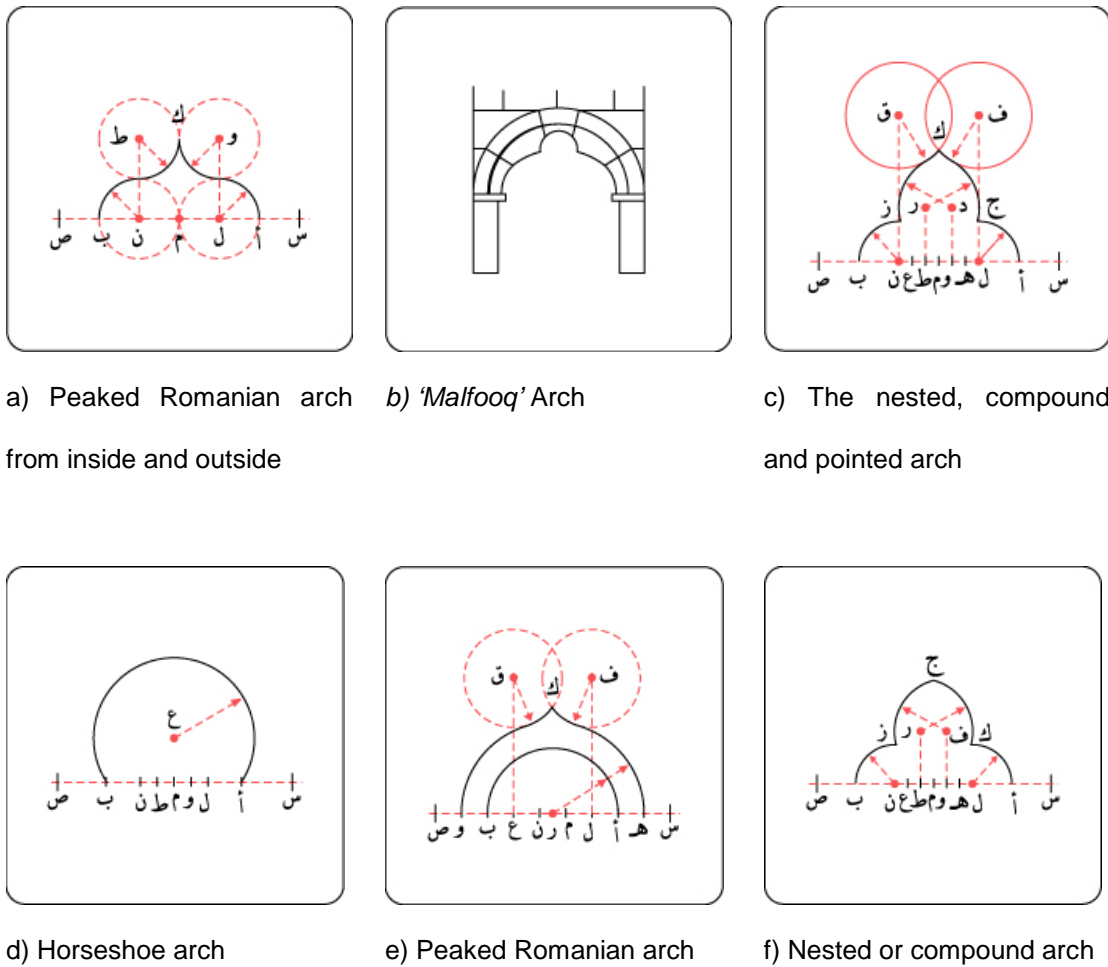 ك
ط و
ص ب ن م ل أ س
ق ف
ك
ز ر د ج
ص ب ن ع ط م و هـ ل أ س
a) Peaked Romanian arch
from inside and outside
b) ‘Malfooq’ Arch
c) The nested, compound
and pointed arch
ع
ص ب ن ط م و ل أ س
ق ك ف
ص و ب ع ن ر م ل أ هـ س
ج
ز ر ف ك
ص ب ن ع ط م و هـ ل أ س
d) Horseshoe arch
e) Peaked Romanian arch
f) Nested or compound arch